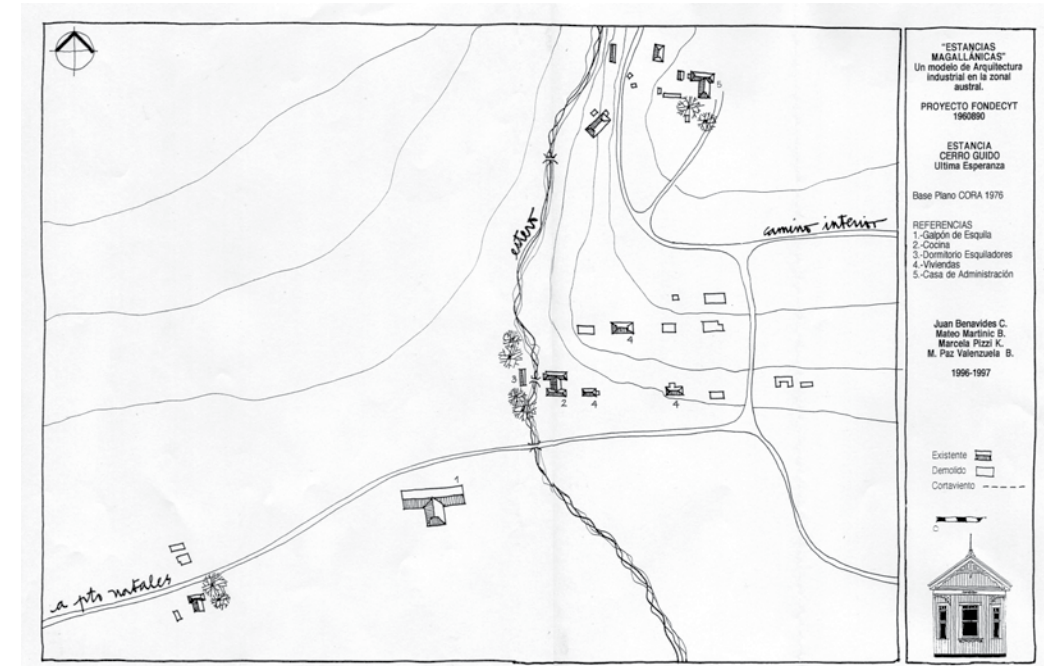 "ESTANCIAS
MAGALLÁNICAS"
Un modelo de Arquitectura
industrial en la zonal
austral.
PROYECTO FONDECYT
1960890
ESTANCIA
CERRO GUIDO
Ultima Esperanza
Base Plano CORA 1976
REFERENCIAS
1.-Galpón de Esquila
2.-Cocina
3.-Dormitorio Esquiladores
4.-Viviendas
5.-Casa de Administración
Juan Benavides C.
Mateo Martinic B.
Marcela Pizzi K.
M. Paz Valenzuela B.
1996-1997
Existente
Demolido
Cortaviento
0
5
estero
camino interior
4
3
2
4
4
1
a pto natales